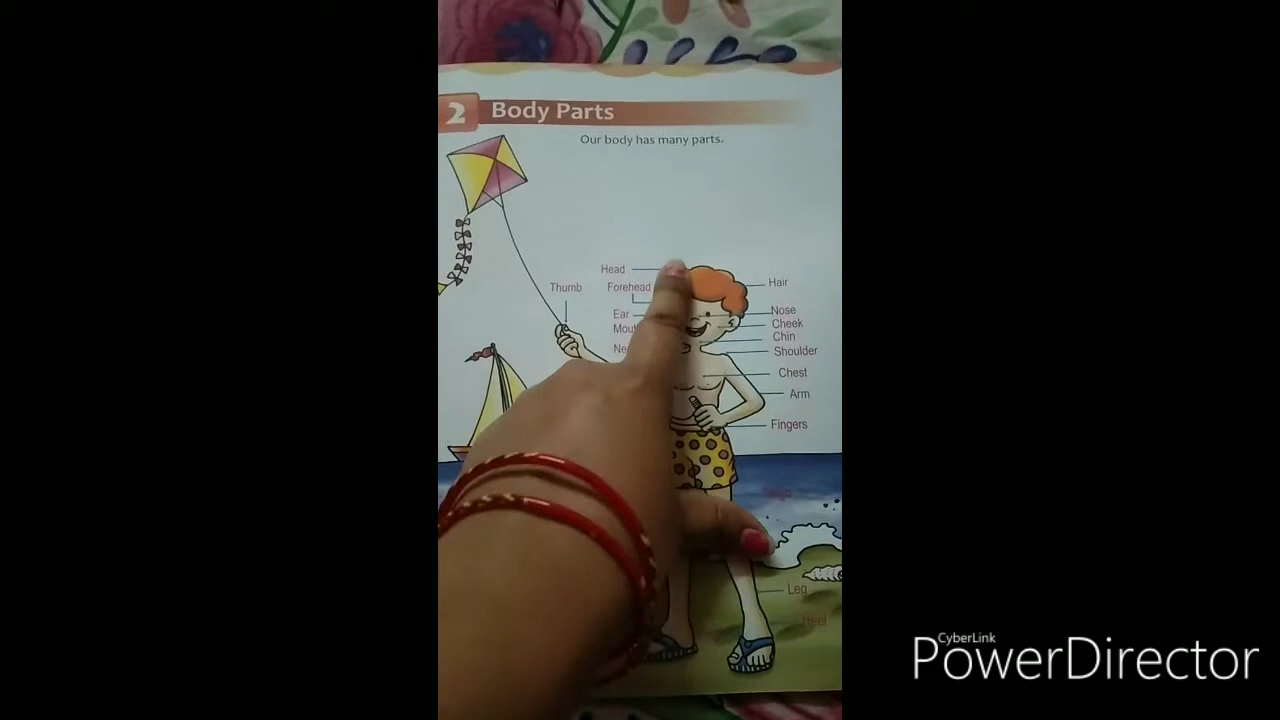 2 Body Parts
Our body has many parts.
Head
Hair
Thumb
Forehead
Ear
Nose
Cheek
Chin
Shoulder
Chest
Arm
Fingers
Leg
Heel
CyberLink
PowerDirector